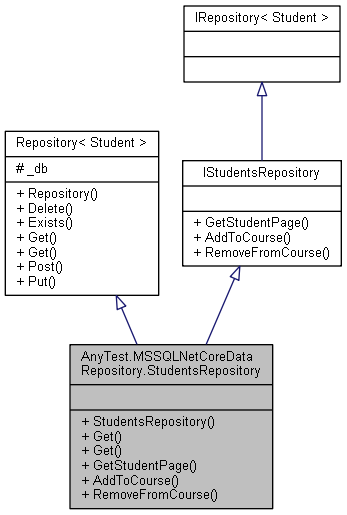 IRepository< Student >
Repository< Student >
# _db
+ Repository()
+ Delete()
+ Exists()
+ Get()
+ Get()
+ Post()
+ Put()
IStudentsRepository
+ GetStudentPage()
+ AddToCourse()
+ RemoveFromCourse()
AnyTest.MSSQLNetCoreData
Repository.StudentsRepository
+ StudentsRepository()
+ Get()
+ Get()
+ GetStudentPage()
+ AddToCourse()
+ RemoveFromCourse()